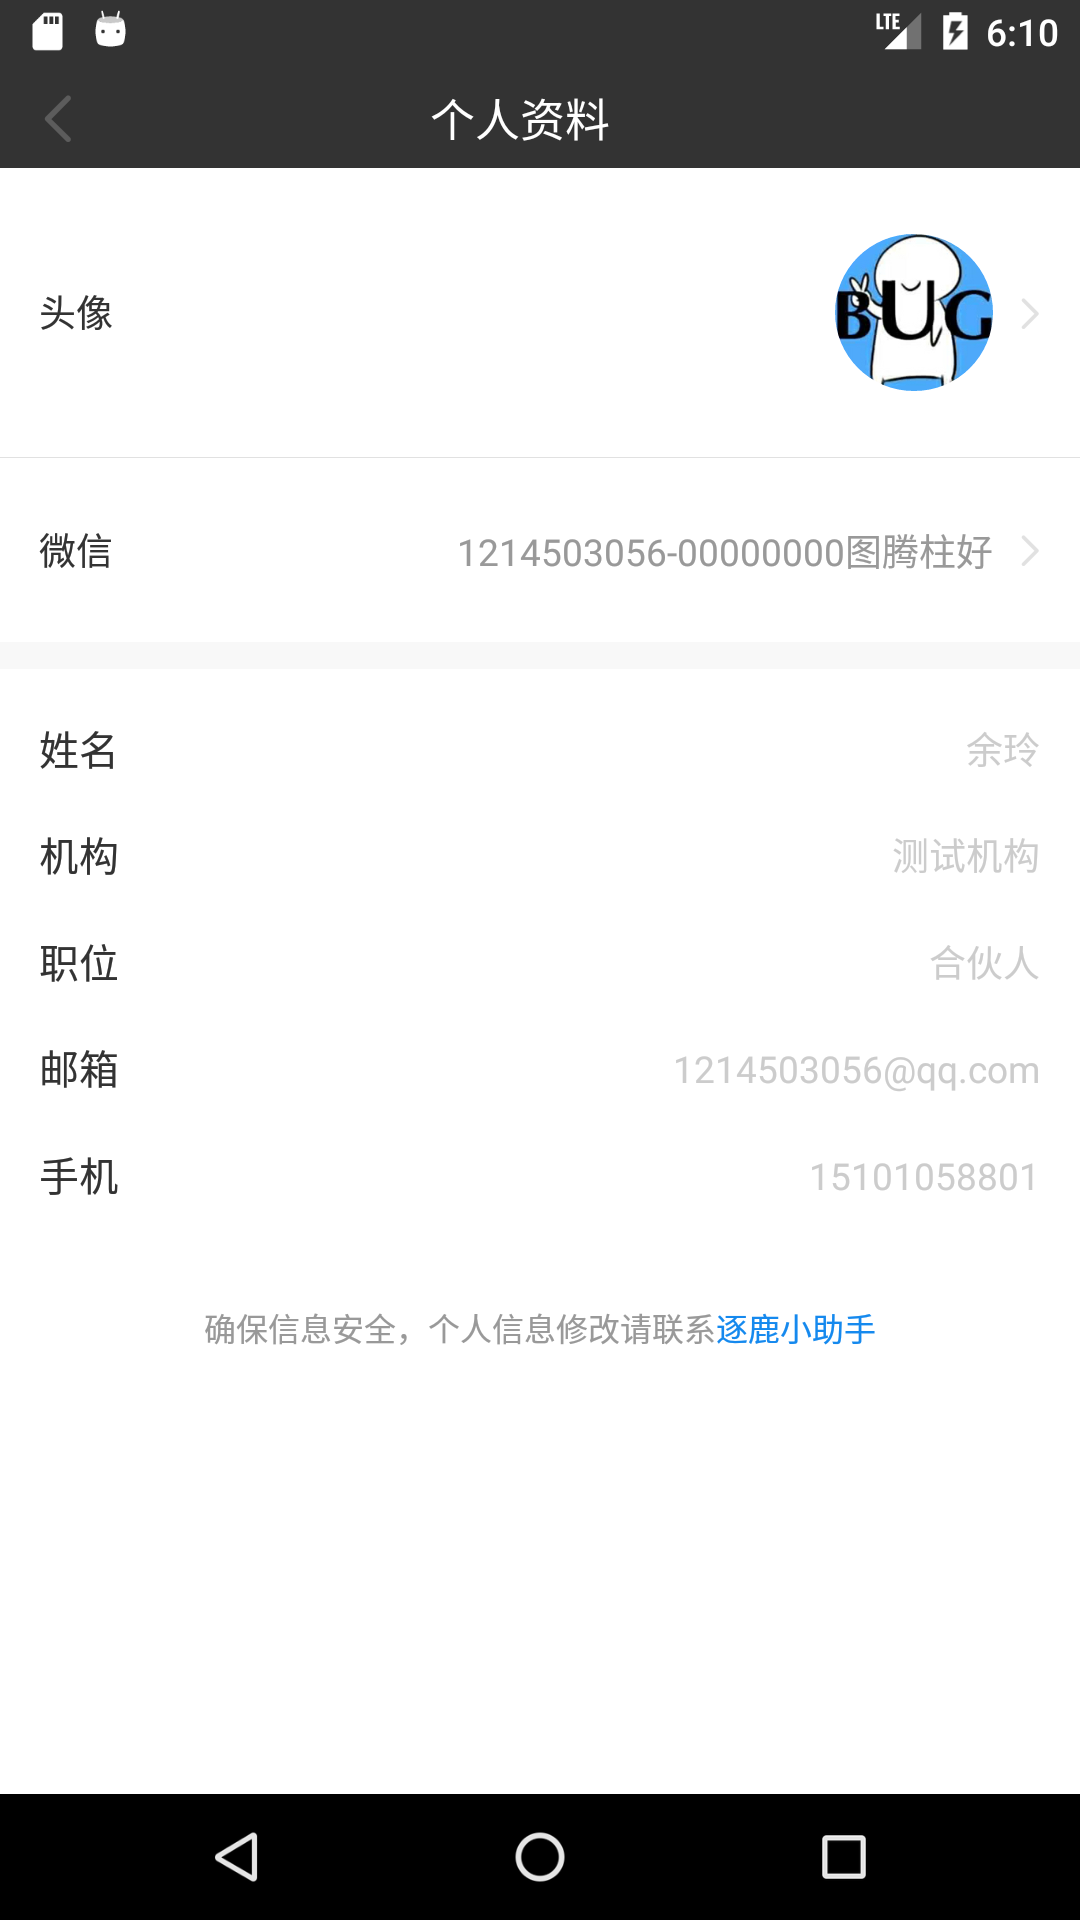 LTE 6:10
个人资料
头像
BUG
微信 1214503056-00000000图腾柱好
姓名 余玲
机构 测试机构
职位 合伙人
邮箱 1214503056@qq.com
手机 15101058801
确保信息安全，个人信息修改请联系逐鹿小助手